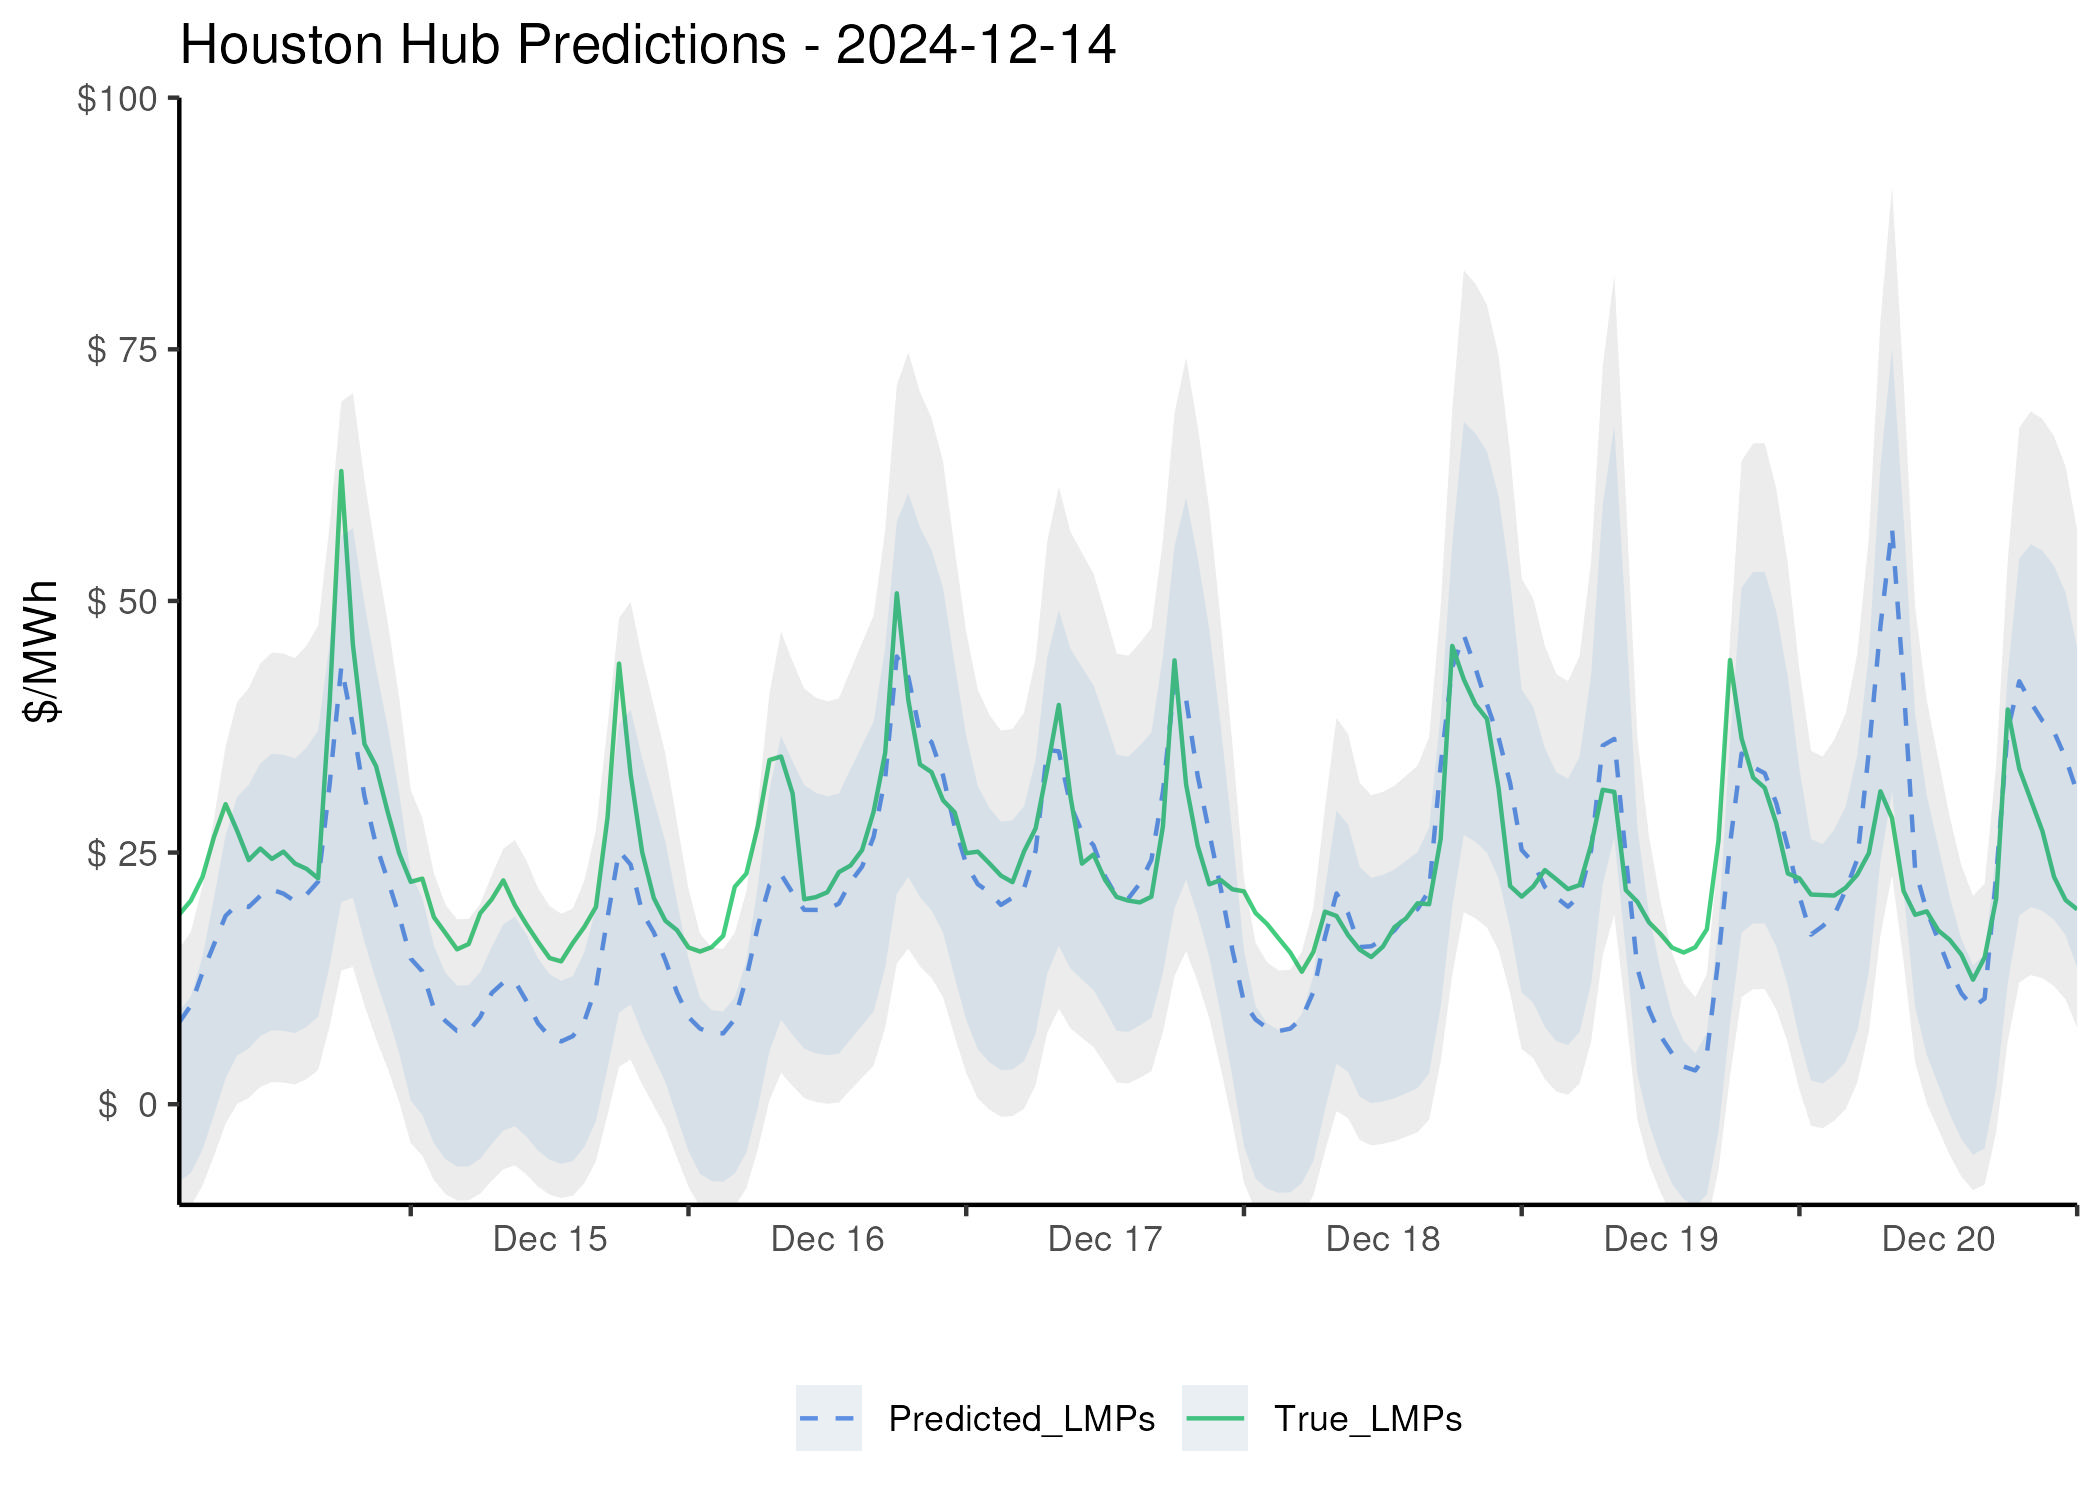 Houston Hub Predictions - 2024-12-14
$100
$ 75
$ 50
$ 25
$ 0
$/MWh
Dec 15 Dec 16 Dec 17 Dec 18 Dec 19 Dec 20
Predicted_LMPs True_LMPs